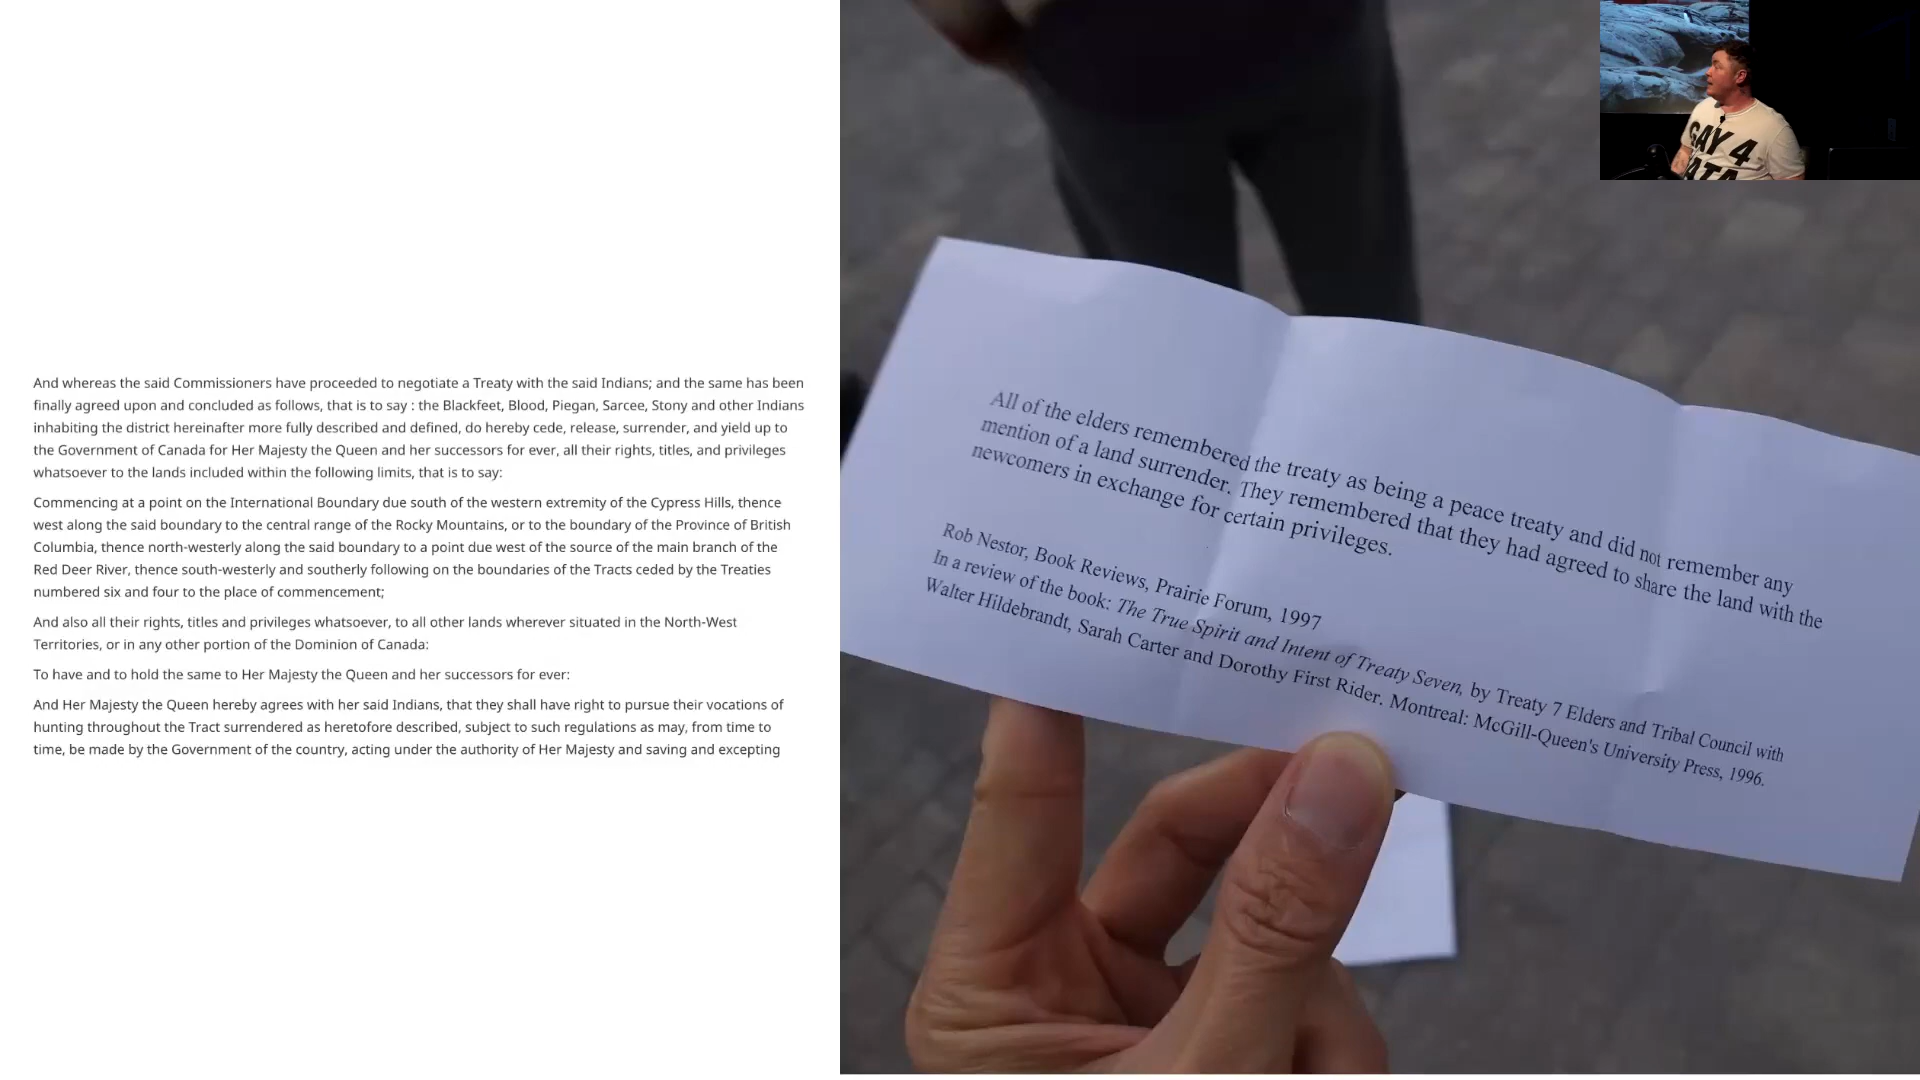 And whereas the said Commissioners have proceeded to negotiate a Treaty with the said Indians; and the same has been
finally agreed upon and concluded as follows, that is to say : the Blackfeet, Blood, Piegan, Sarcee, Stony and other Indians
inhabiting the district hereinafter more fully described and defined, do hereby cede, release, surrender, and yield up to
the Government of Canada for Her Majesty the Queen and her successors for ever, all their rights, titles, and privileges
whatsoever to the lands included within the following limits, that is to say:
Commencing at a point on the International Boundary due south of the western extremity of the Cypress Hills, thence
west along the said boundary to the central range of the Rocky Mountains, or to the boundary of the Province of British
Columbia, thence north-westerly along the said boundary to a point due west of the source of the main branch of the
Red Deer River, thence south-westerly and southerly following on the boundaries of the Tracts ceded by the Treaties
numbered six and four to the place of commencement;
And also all their rights, titles and privileges whatsoever, to all other lands wherever situated in the North-West
Territories, or in any other portion of the Dominion of Canada:
To have and to hold the same to Her Majesty the Queen and her successors for ever:
And Her Majesty the Queen hereby agrees with her said Indians, that they shall have right to pursue their vocations of
hunting throughout the Tract surrendered as heretofore described, subject to such regulations as may, from time to
time, be made by the Government of the country, acting under the authority of Her Majesty and saving and excepting
All of the elders remembered the treaty as being a peace treaty and did not remember any
mention of a land surrender. They remembered that they had agreed to share the land with the
newcomers in exchange for certain privileges.
Rob Nestor, Book Reviews, Prairie Forum, 1997
In a review of the book: The True Spirit and Intent of Treaty Seven, by Treaty 7 Elders and Tribal Council with
Walter Hildebrandt, Sarah Carter and Dorothy First Rider. Montreal: McGill-Queen's University Press, 1996.
GAY 4